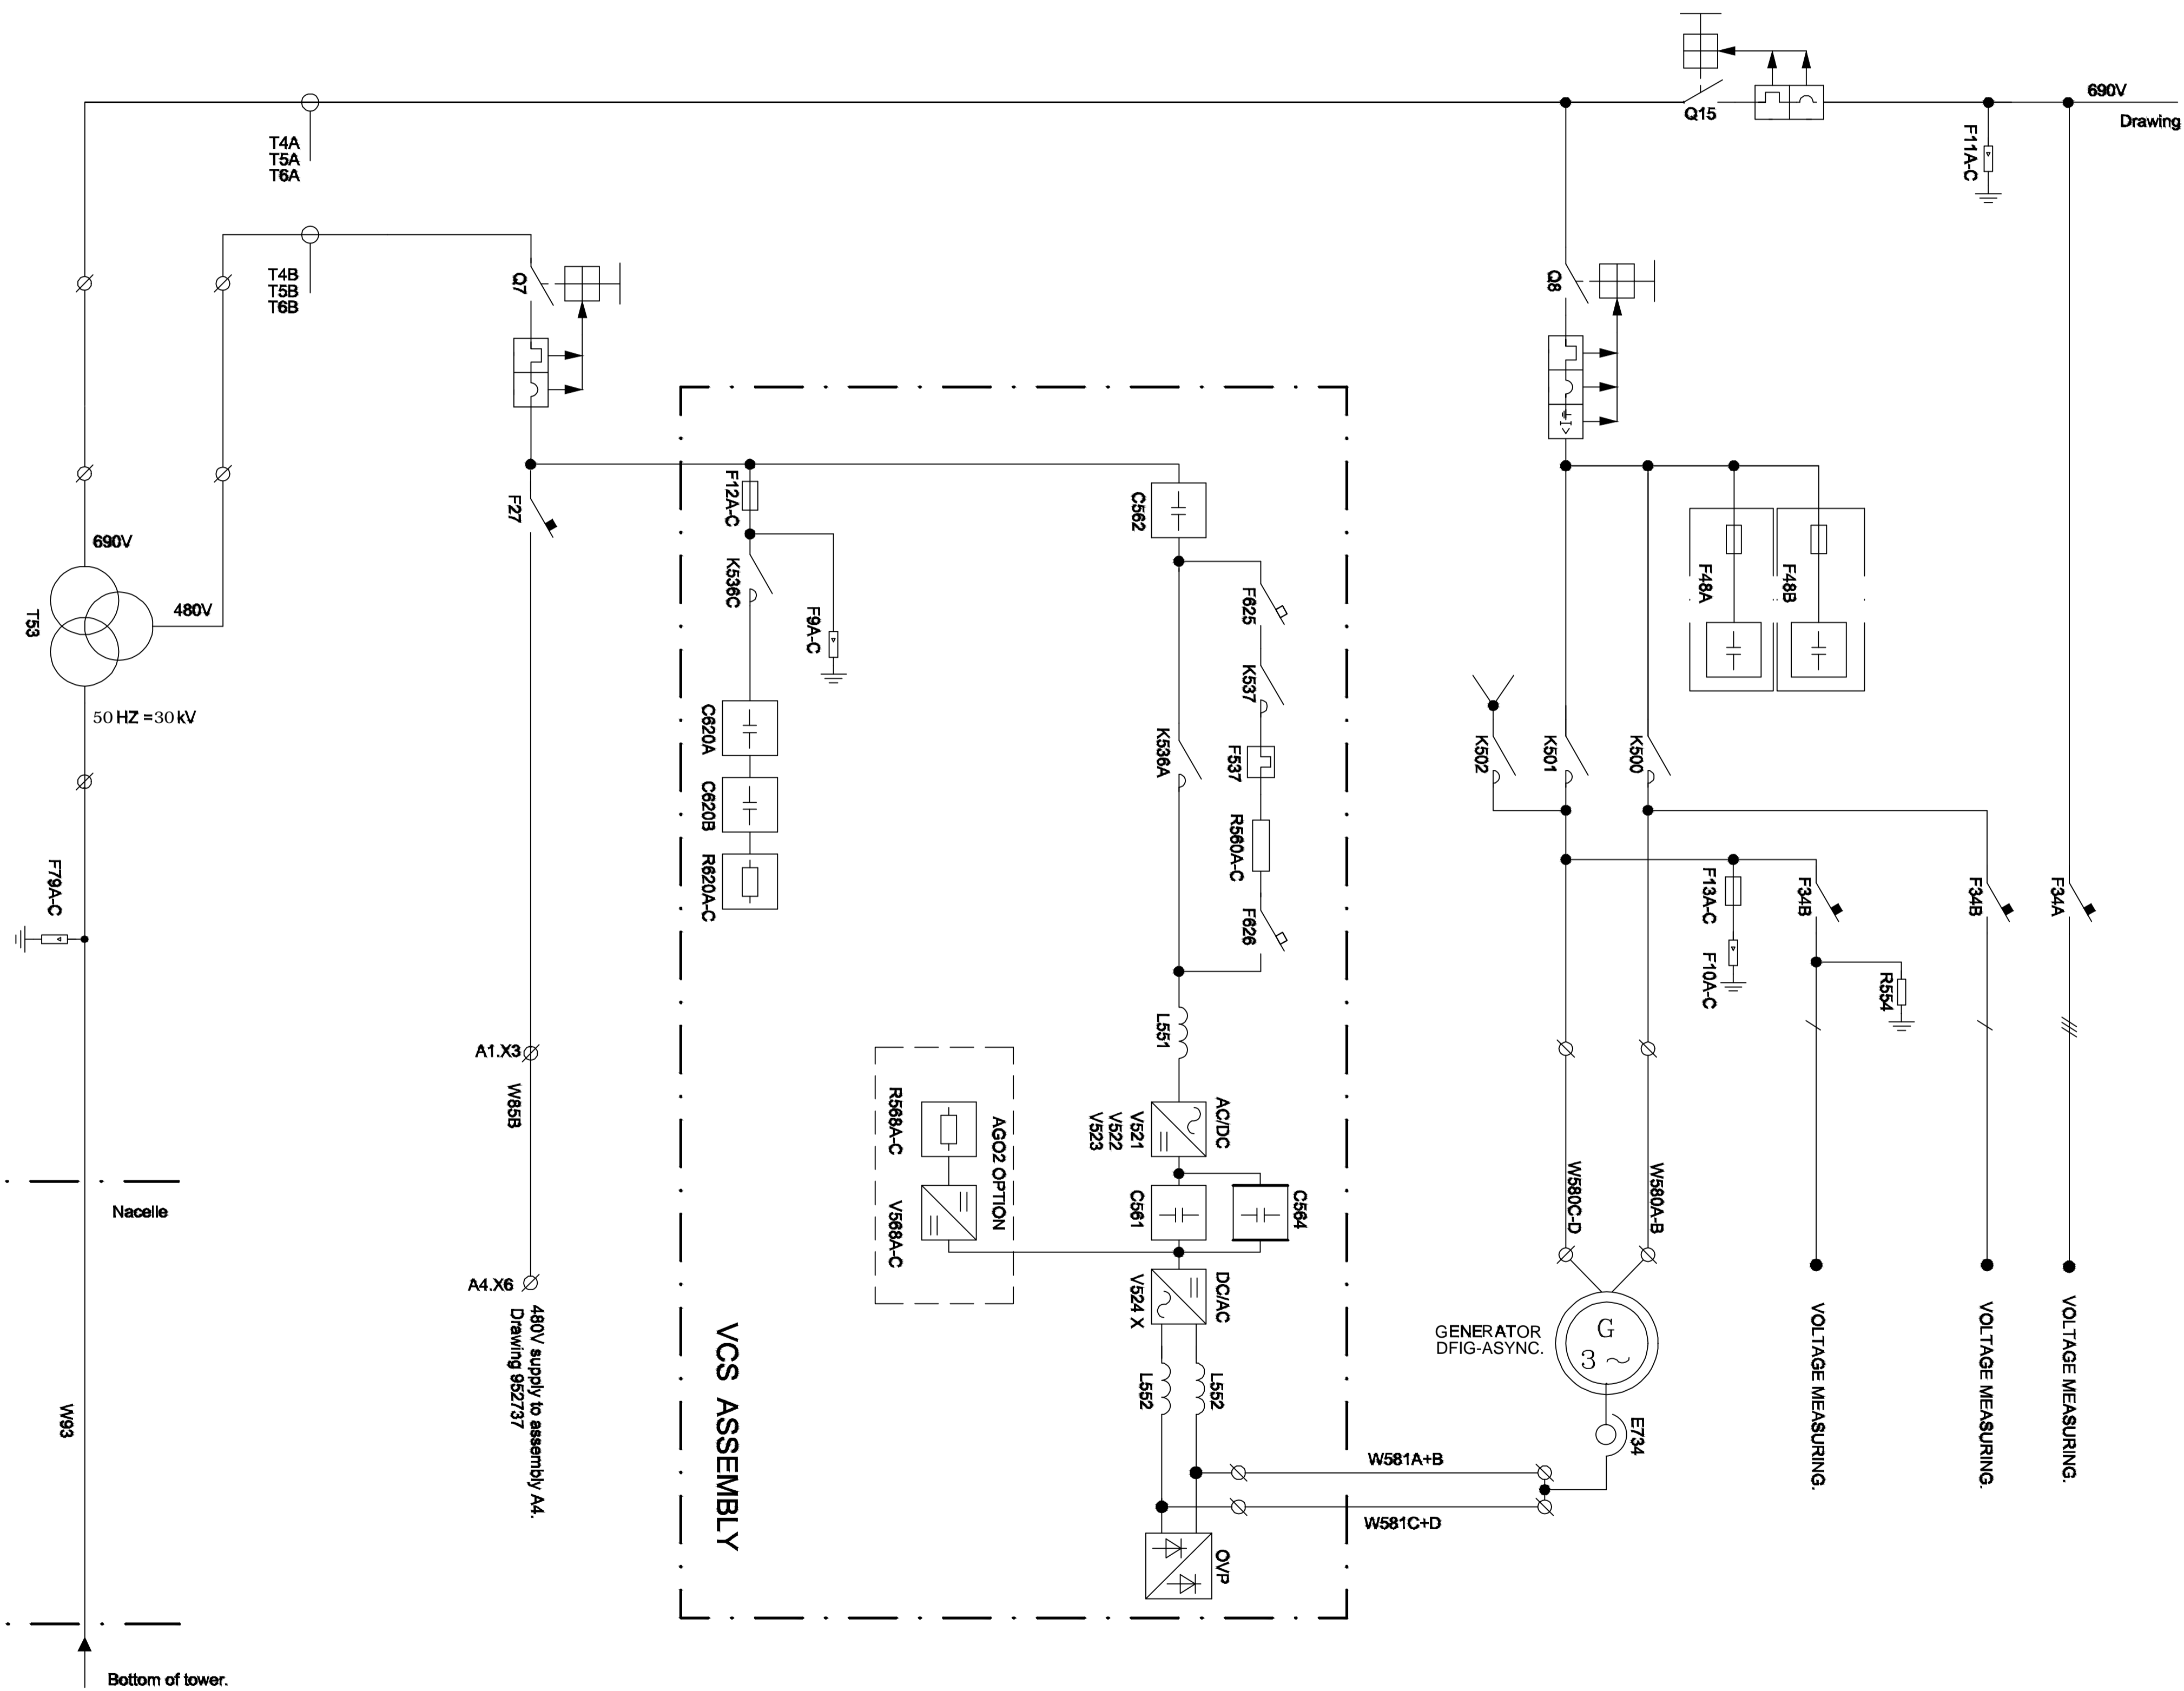 690V
Drawing
Q15
T4A
T5A
T6A
F11A-C
T4B
T5B
T6B
Q7
Q8
690V
480V
T53
50 HZ =30 kV
F27
F12A-C
K536C
F9A-C
C562
F625
K537
F537
K536A
R560A-C
F626
F48A
F48B
K502
K501
K500
C620A
C620B
R620A-C
F79A-C
F13A-C
F10A-C
F34B
R554
F34B
F34A
L551
A1.X3
W85B
AC/DC
V521
V522
V523
R568A-C
AGO2 OPTION
V568A-C
C561
C564
W580C-D
W580A-B
Nacelle
A4.X6
480V supply to assembly A4.
Drawing 952737
DC/AC
V524 X
VCS ASSEMBLY
GENERATOR
DFIG-ASYNC.
G
3
VOLTAGE MEASURING.
VOLTAGE MEASURING.
VOLTAGE MEASURING.
L552
L552
E734
W93
W581A+B
W581C+D
OVP
Bottom of tower.